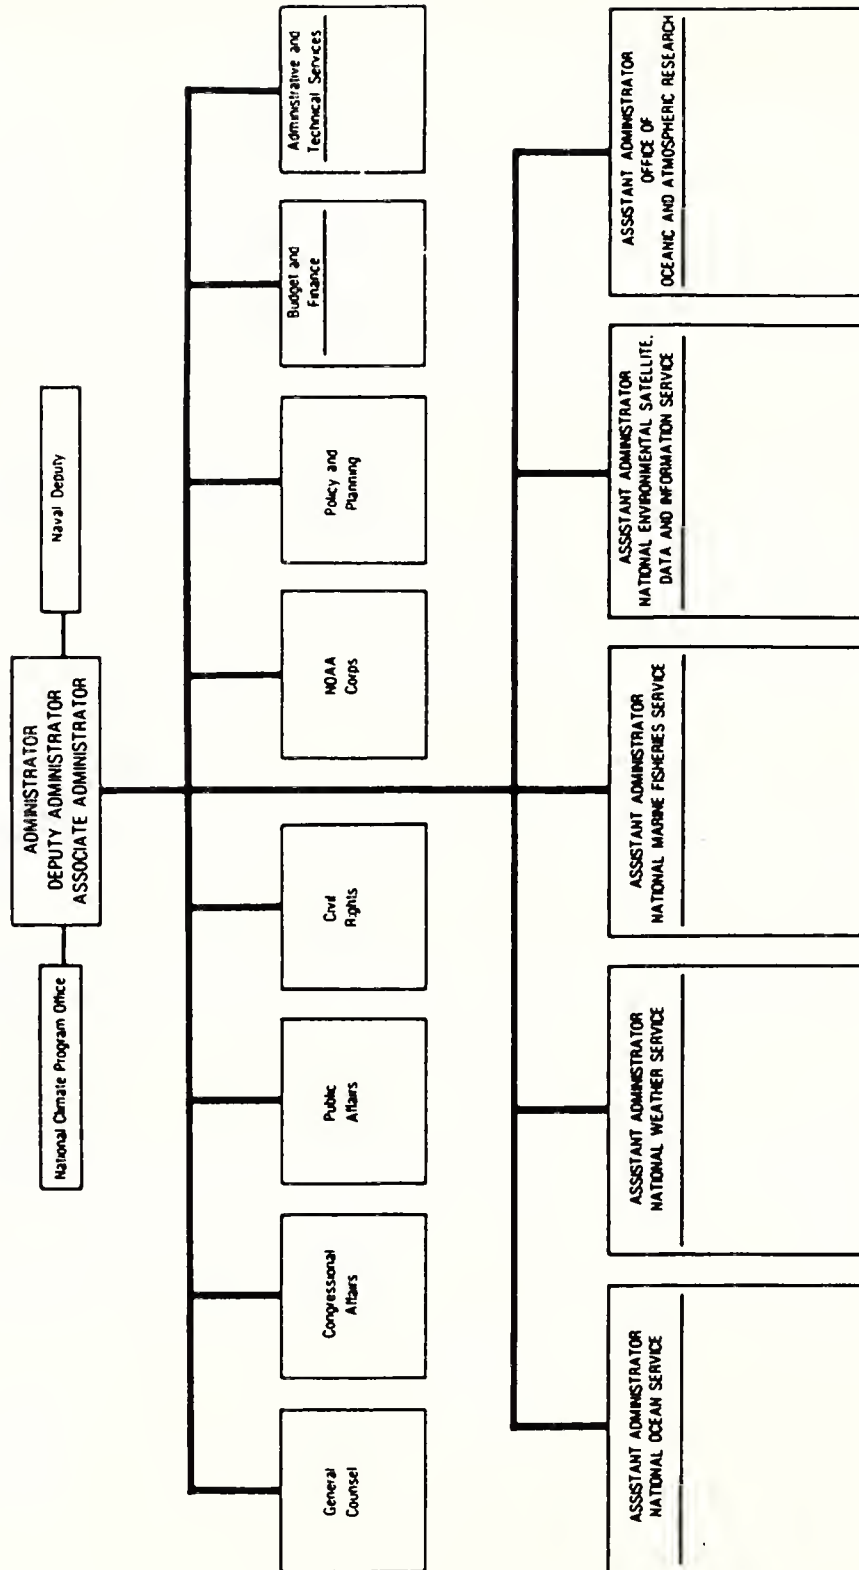 National Climate Program Office
ADMINISTRATOR
DEPUTY ADMINISTRATOR
ASSOCIATE ADMINISTRATOR
Naval Deputy
General
Counsel
Congressional
Affairs
Public
Affairs
Civil
Rights
NOAA
Corps
Policy and
Planning
Budget and
Finance
Administrative and
Technical Services
ASSISTANT ADMINISTRATOR
NATIONAL OCEAN SERVICE
ASSISTANT ADMINISTRATOR
NATIONAL WEATHER SERVICE
ASSISTANT ADMINISTRATOR
NATIONAL MARINE FISHERIES SERVICE
ASSISTANT ADMINISTRATOR
NATIONAL ENVIRONMENTAL SATELLITE,
DATA AND INFORMATION SERVICE
ASSISTANT ADMINISTRATOR
OFFICE OF
OCEANIC AND ATMOSPHERIC RESEARCH